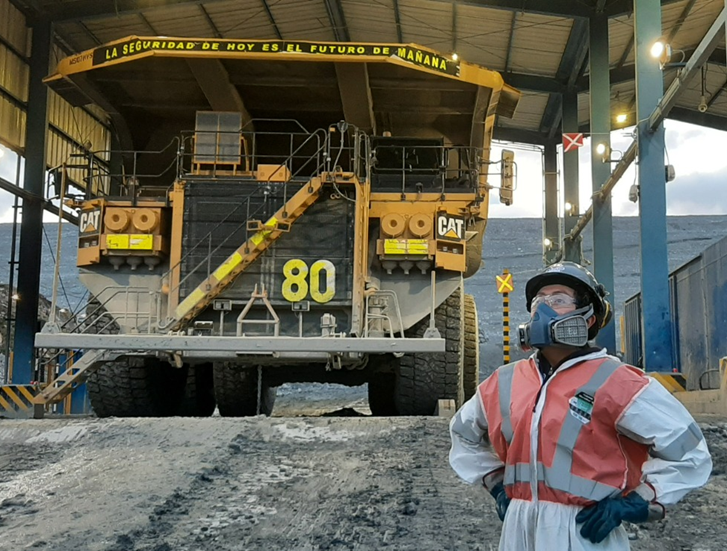 LA SEGURIDAD DE HOY ES EL FUTURO DE MAÑANA
CAT
CAT
80